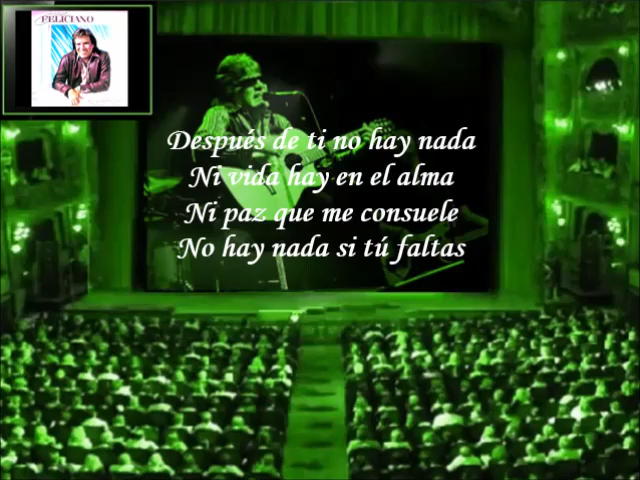 FELICIANO
Después de ti no hay nada
Ni vida hay en el alma
Ni paz que me consuele
No hay nada si tú faltas